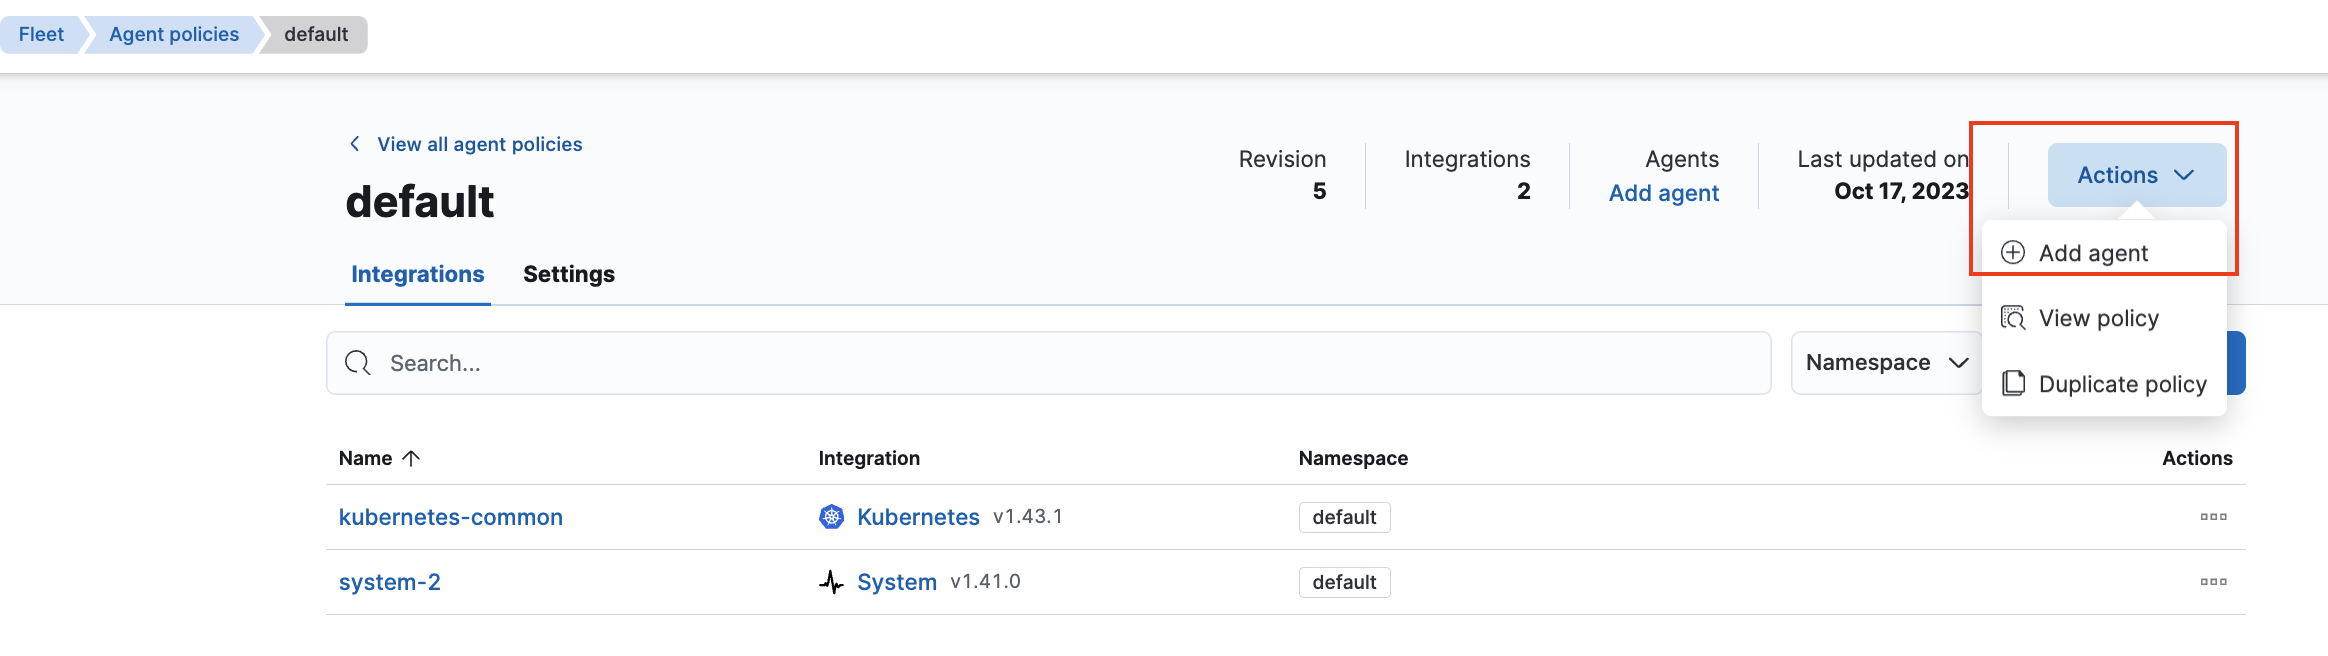 Fleet Agent policies default
View all agent policies
default
Revision
5
Integrations
2
Agents
Add agent
Last updated on
Oct 17, 2023
Actions
Add agent
View policy
Duplicate policy
Integrations Settings
Search...
Namespace
Name Integration Namespace Actions
kubernetes-common Kubernetes v1.43.1 default
system-2 System v1.41.0 default